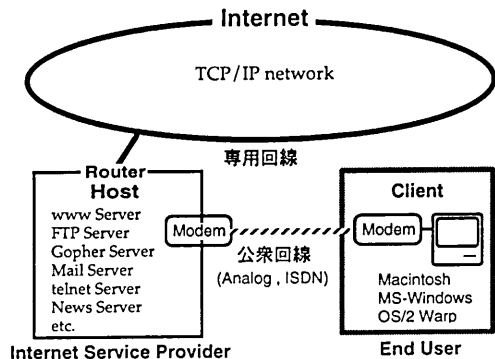 Internet
TCP/IP network
専用回線
Router
Host
www Server
FTP Server
Gopher Server
Mail Server
telnet Server
News Server
etc.
Modem
公衆回線
(Analog , ISDN)
Client
Modem
Macintosh
MS-Windows
OS/2 Warp
Internet Service Provider
End User